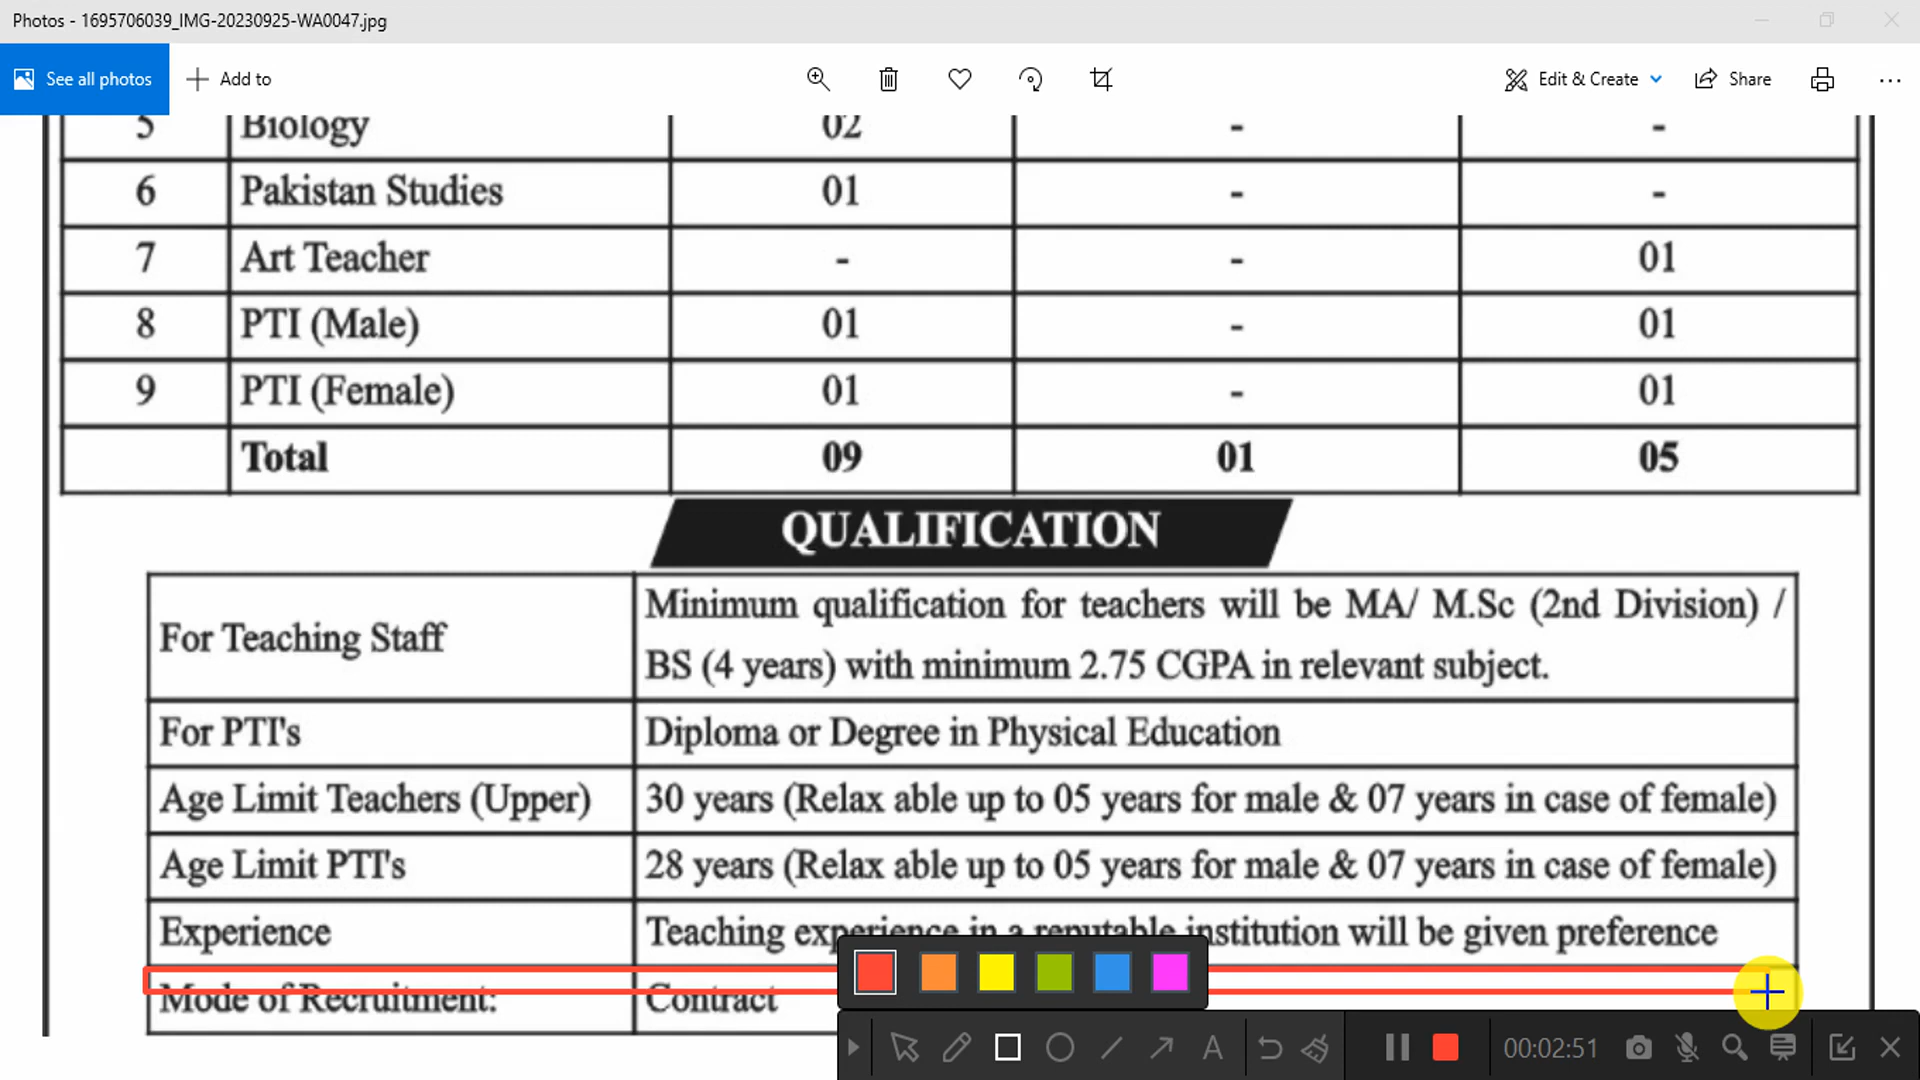 Photos - 1695706039_IMG-20230925-WA0047.jpg
See all photos Add to Edit & Create Share
5 Biology 02 - -
6 Pakistan Studies 01 - -
7 Art Teacher - - 01
8 PTI (Male) 01 - 01
9 PTI (Female) 01 - 01
Total 09 01 05
QUALIFICATION
For Teaching Staff Minimum qualification for teachers will be MA/ M.Sc (2nd Division) /
BS (4 years) with minimum 2.75 CGPA in relevant subject.
For PTI's Diploma or Degree in Physical Education
Age Limit Teachers (Upper) 30 years (Relax able up to 05 years for male & 07 years in case of female)
Age Limit PTI's 28 years (Relax able up to 05 years for male & 07 years in case of female)
Experience Teaching experience in a reputable institution will be given preference
Mode of Recruitment: Contract
A 00:02:51